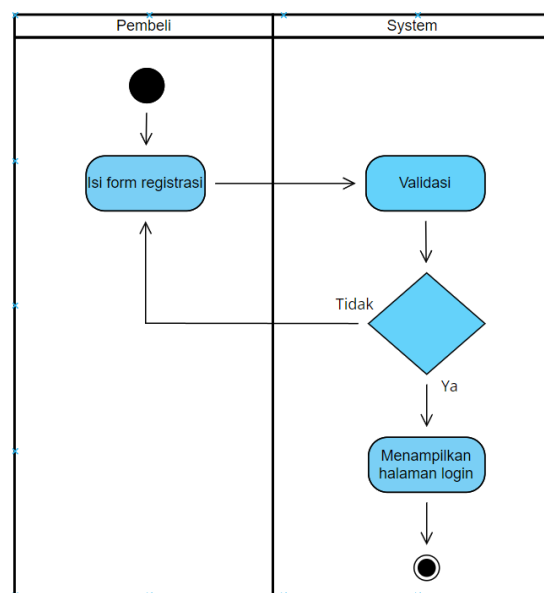 Pembeli
System
Isi form registrasi
Validasi
Tidak
Ya
Menampilkan
halaman login